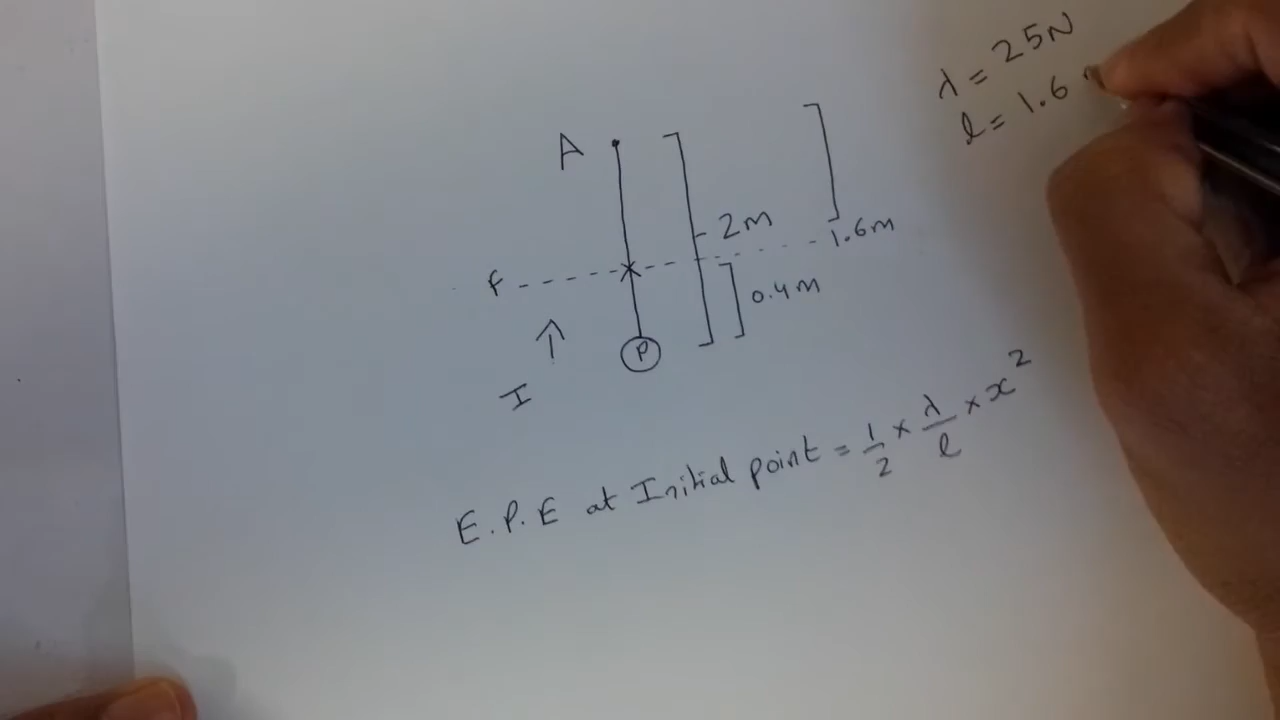 λ = 25N
l = 1.6
A
2m
1.6m
F
0.4m
P
I
E.P.E at Initial point = 1/2 × λ/l × x²